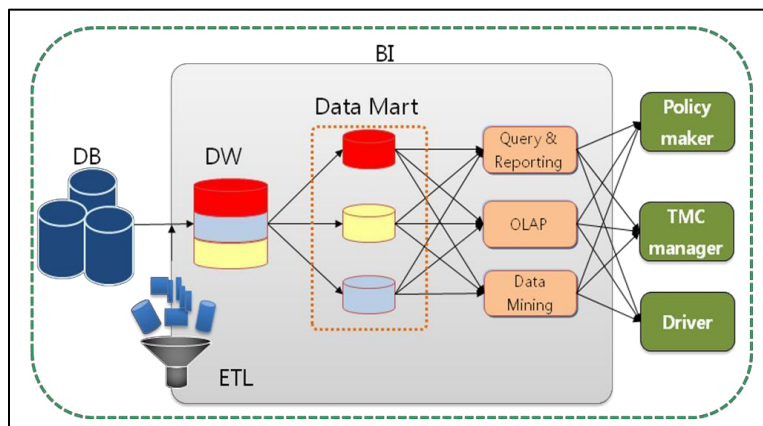 BI
Data Mart
DB
DW
Query &
Reporting
OLAP
Data
Mining
Policy
maker
TMC
manager
Driver
ETL